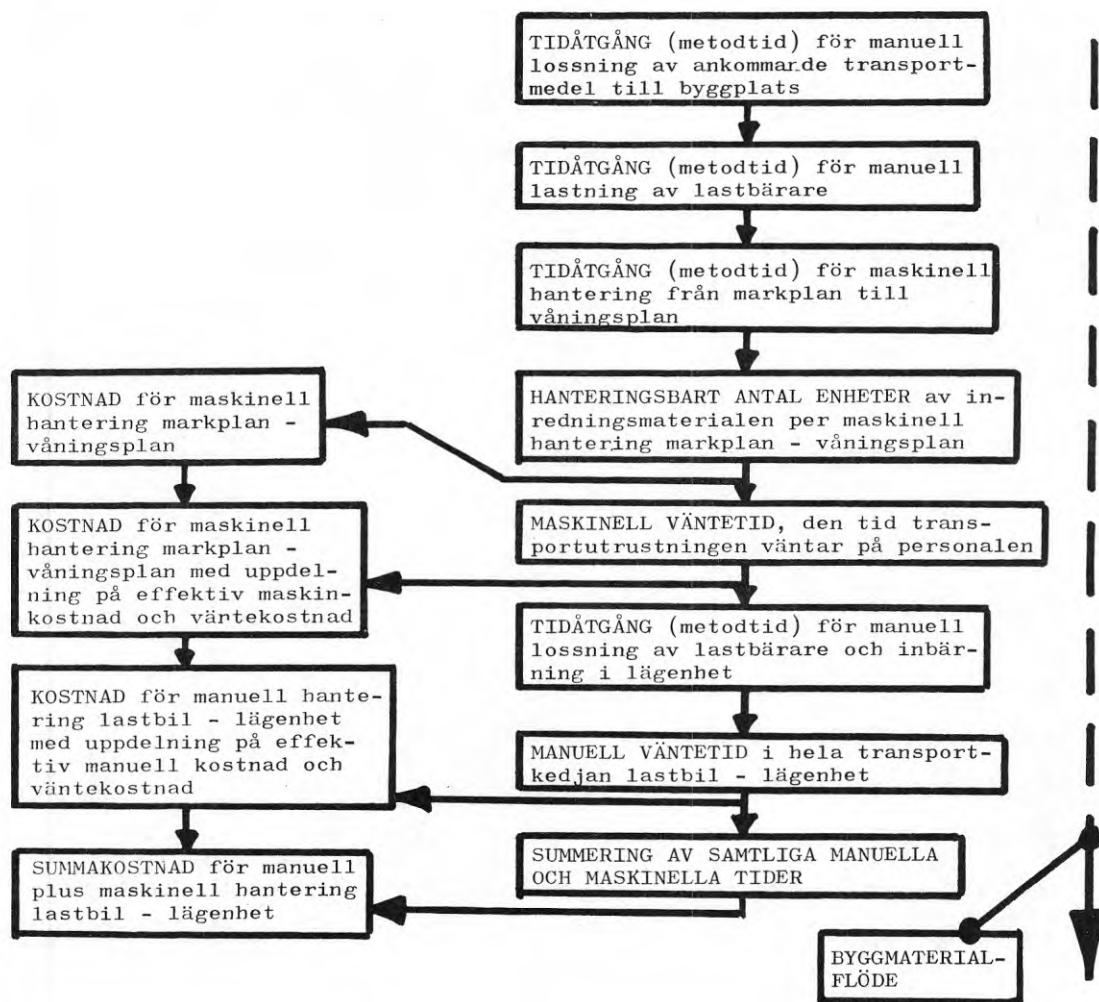 TIDÅTGÅNG (metodtid) för manuell
lossning av ankommande transport-
medel till byggplats
TIDÅTGÅNG (metodtid) för manuell
lastning av lastbärare
TIDÅTGÅNG (metodtid) för maskinell
hantering från markplan till
våningsplan
HANTERINGSBART ANTAL ENHETER av in-
redningsmaterialen per maskinell
hantering markplan - våningsplan
KOSTNAD för maskinell
hantering markplan -
våningsplan
MASKINELL VÄNTETID, den tid trans-
portutrustningen väntar på personalen
KOSTNAD för maskinell
hantering markplan -
våningsplan med uppdel-
ning på effektiv maskin-
kostnad och väntekostnad
TIDÅTGÅNG (metodtid) för manuell
lossning av lastbärare och inbär-
ning i lägenhet
KOSTNAD för manuell hante-
ring lastbil - lägenhet
med uppdelning på effek-
tiv manuell kostnad och
väntekostnad
MANUELL VÄNTETID i hela transport-
kedjan lastbil - lägenhet
SUMMERING AV SAMTLIGA MANUELLA
OCH MASKINELLA TIDER
SUMMAKOSTNAD för manuell
plus maskinell hantering
lastbil - lägenhet
BYGGMATERIAL-
FLÖDE